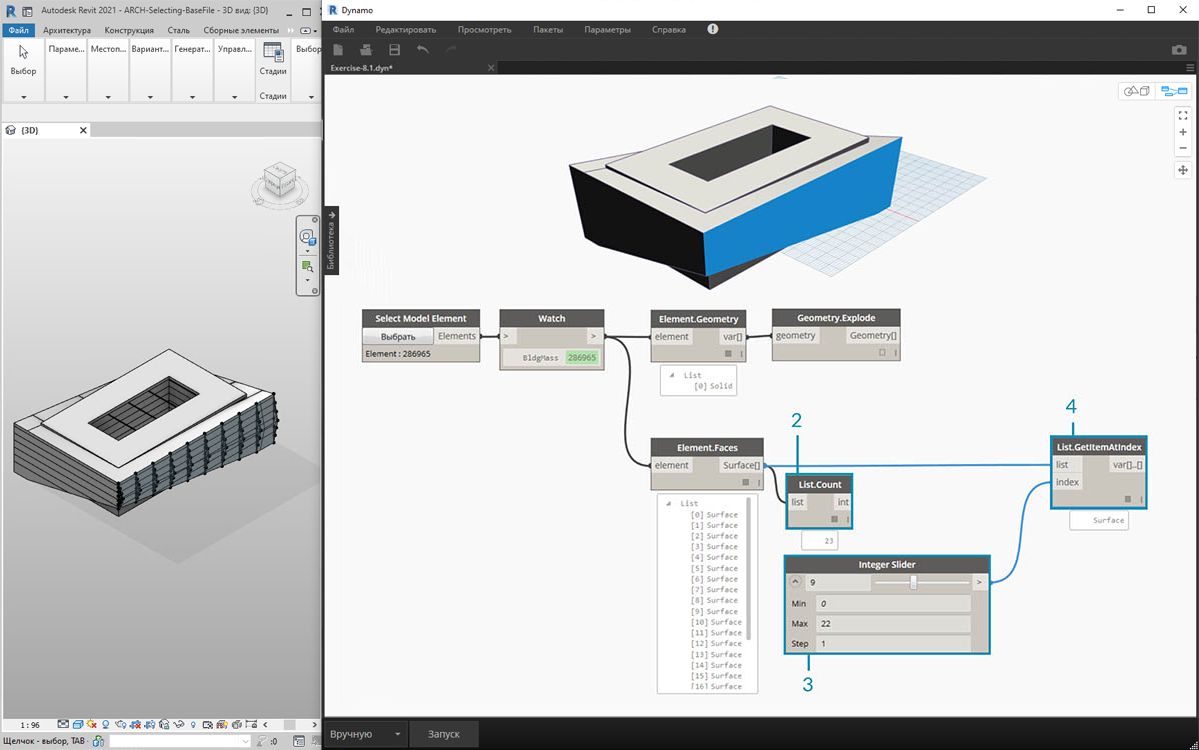 Autodesk Revit 2021 - ARCH-Selecting-BaseFile - 3D вид: {3D}
Файл Архитектура Конструкция Сталь Сборные элементы
Параме... Местоп... Вариант... Генерат... Управл... Выбор
Выбор
Стадии
Стадии
{3D}
1 : 96
Щелчок - выбор, TAB -
:0
Dynamo
Файл Редактировать Просмотреть Пакеты Параметры Справка
Exercise-8.1.dyn*
Библиотека
Select Model Element
Выбрать Elements
Element : 286965
Watch
> >
BldgMass 286965
Element.Geometry
element var[]
List
[0] Solid
Geometry.Explode
geometry Geometry[]
Element.Faces
element Surface[]
List
[0] Surface
[1] Surface
[2] Surface
[3] Surface
[4] Surface
[5] Surface
[6] Surface
[7] Surface
[8] Surface
[9] Surface
[10] Surface
[11] Surface
[12] Surface
[13] Surface
[14] Surface
[15] Surface
[16] Surface
2
List.Count
list int
23
Integer Slider
9 >
Min 0
Max 22
Step 1
3
4
List.GetItemAtIndex
list var[]..[]
index
Surface
Вручную Запуск